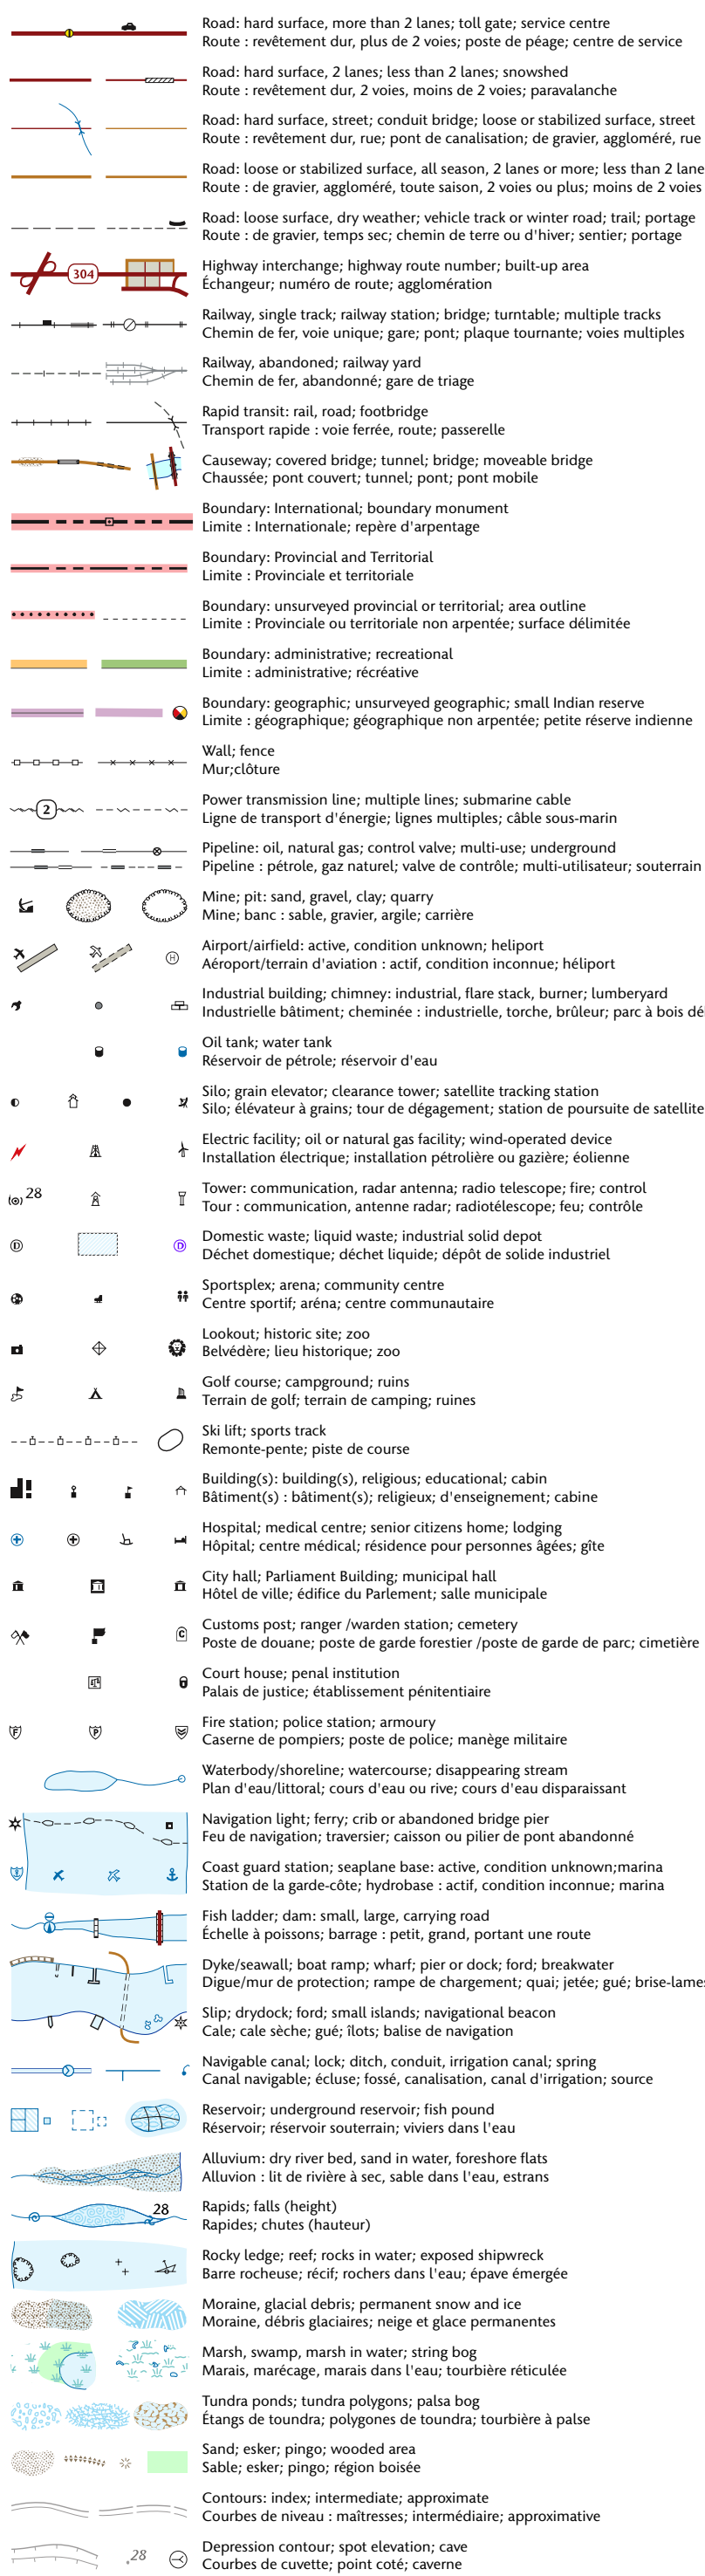 Road: hard surface, more than 2 lanes; toll gate; service centre
Route : revêtement dur, plus de 2 voies; poste de péage; centre de service
Road: hard surface, 2 lanes; less than 2 lanes; snowshed
Route : revêtement dur, 2 voies, moins de 2 voies; paravalanche
Road: hard surface, street; conduit bridge; loose or stabilized surface, street
Route : revêtement dur, rue; pont de canalisation; de gravier, aggloméré, rue
Road: loose or stabilized surface, all season, 2 lanes or more; less than 2 lane
Route : de gravier, aggloméré, toute saison, 2 voies ou plus; moins de 2 voies
Road: loose surface, dry weather; vehicle track or winter road; trail; portage
Route : de gravier, temps sec; chemin de terre ou d'hiver; sentier; portage
304
Highway interchange; highway route number; built-up area
Échangeur; numéro de route; agglomération
Railway, single track; railway station; bridge; turntable; multiple tracks
Chemin de fer, voie unique; gare; pont; plaque tournante; voies multiples
Railway, abandoned; railway yard
Chemin de fer, abandonné; gare de triage
Rapid transit: rail, road; footbridge
Transport rapide : voie ferrée, route; passerelle
Causeway; covered bridge; tunnel; bridge; moveable bridge
Chaussée; pont couvert; tunnel; pont; pont mobile
Boundary: International; boundary monument
Limite : Internationale; repère d'arpentage
Boundary: Provincial and Territorial
Limite : Provinciale et territoriale
Boundary: unsurveyed provincial or territorial; area outline
Limite : Provinciale ou territoriale non arpentée; surface délimitée
Boundary: administrative; recreational
Limite : administrative; récréative
Boundary: geographic; unsurveyed geographic; small Indian reserve
Limite : géographique; géographique non arpentée; petite réserve indienne
Wall; fence
Mur;clôture
2
Power transmission line; multiple lines; submarine cable
Ligne de transport d'énergie; lignes multiples; câble sous-marin
Pipeline: oil, natural gas; control valve; multi-use; underground
Pipeline : pétrole, gaz naturel; valve de contrôle; multi-utilisateur; souterrain
Mine; pit: sand, gravel, clay; quarry
Mine; banc : sable, gravier, argile; carrière
H
Airport/airfield: active, condition unknown; heliport
Aéroport/terrain d'aviation : actif, condition inconnue; héliport
Industrial building; chimney: industrial, flare stack, burner; lumberyard
Industrielle bâtiment; cheminée : industrielle, torche, brûleur; parc à bois dé
Oil tank; water tank
Réservoir de pétrole; réservoir d'eau
Silo; grain elevator; clearance tower; satellite tracking station
Silo; élévateur à grains; tour de dégagement; station de poursuite de satellite
Electric facility; oil or natural gas facility; wind-operated device
Installation électrique; installation pétrolière ou gazière; éolienne
28
Tower: communication, radar antenna; radio telescope; fire; control
Tour : communication, antenne radar; radiotélescope; feu; contrôle
D D
Domestic waste; liquid waste; industrial solid depot
Déchet domestique; déchet liquide; dépôt de solide industriel
Sportsplex; arena; community centre
Centre sportif; aréna; centre communautaire
Lookout; historic site; zoo
Belvédère; lieu historique; zoo
Golf course; campground; ruins
Terrain de golf; terrain de camping; ruines
Ski lift; sports track
Remonte-pente; piste de course
Building(s): building(s), religious; educational; cabin
Bâtiment(s) : bâtiment(s); religieux; d'enseignement; cabine
Hospital; medical centre; senior citizens home; lodging
Hôpital; centre médical; résidence pour personnes âgées; gîte
City hall; Parliament Building; municipal hall
Hôtel de ville; édifice du Parlement; salle municipale
C
Customs post; ranger /warden station; cemetery
Poste de douane; poste de garde forestier /poste de garde de parc; cimetière
Court house; penal institution
Palais de justice; établissement pénitentiaire
F P
Fire station; police station; armoury
Caserne de pompiers; poste de police; manège militaire
Waterbody/shoreline; watercourse; disappearing stream
Plan d'eau/littoral; cours d'eau ou rive; cours d'eau disparaissant
Navigation light; ferry; crib or abandoned bridge pier
Feu de navigation; traversier; caisson ou pilier de pont abandonné
Coast guard station; seaplane base: active, condition unknown;marina
Station de la garde-côte; hydrobase : actif, condition inconnue; marina
Fish ladder; dam: small, large, carrying road
Échelle à poissons; barrage : petit, grand, portant une route
Dyke/seawall; boat ramp; wharf; pier or dock; ford; breakwater
Digue/mur de protection; rampe de chargement; quai; jetée; gué; brise-lames
Slip; drydock; ford; small islands; navigational beacon
Cale; cale sèche; gué; îlots; balise de navigation
Navigable canal; lock; ditch, conduit, irrigation canal; spring
Canal navigable; écluse; fossé, canalisation, canal d'irrigation; source
Reservoir; underground reservoir; fish pound
Réservoir; réservoir souterrain; viviers dans l'eau
Alluvium: dry river bed, sand in water, foreshore flats
Alluvion : lit de rivière à sec, sable dans l'eau, estrans
28
Rapids; falls (height)
Rapides; chutes (hauteur)
Rocky ledge; reef; rocks in water; exposed shipwreck
Barre rocheuse; récif; rochers dans l'eau; épave émergée
Moraine, glacial debris; permanent snow and ice
Moraine, débris glaciaires; neige et glace permanentes
Marsh, swamp, marsh in water; string bog
Marais, marécage, marais dans l'eau; tourbière réticulée
Tundra ponds; tundra polygons; palsa bog
Étangs de toundra; polygones de toundra; tourbière à palse
Sand; esker; pingo; wooded area
Sable; esker; pingo; région boisée
Contours: index; intermediate; approximate
Courbes de niveau : maîtresses; intermédiaire; approximative
.28
Depression contour; spot elevation; cave
Courbes de cuvette; point coté; caverne